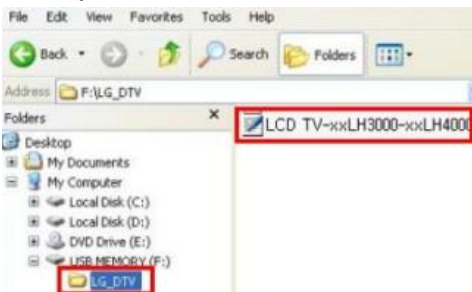 File Edit View Favorites Tools Help
Back Search Folders
Address F:\LG_DTV
Folders
LCD TV-xxLH3000-xxLH4000
Desktop
My Documents
My Computer
Local Disk (C:)
Local Disk (D:)
DVD Drive (E:)
USB MEMORY (F:)
LG_DTV